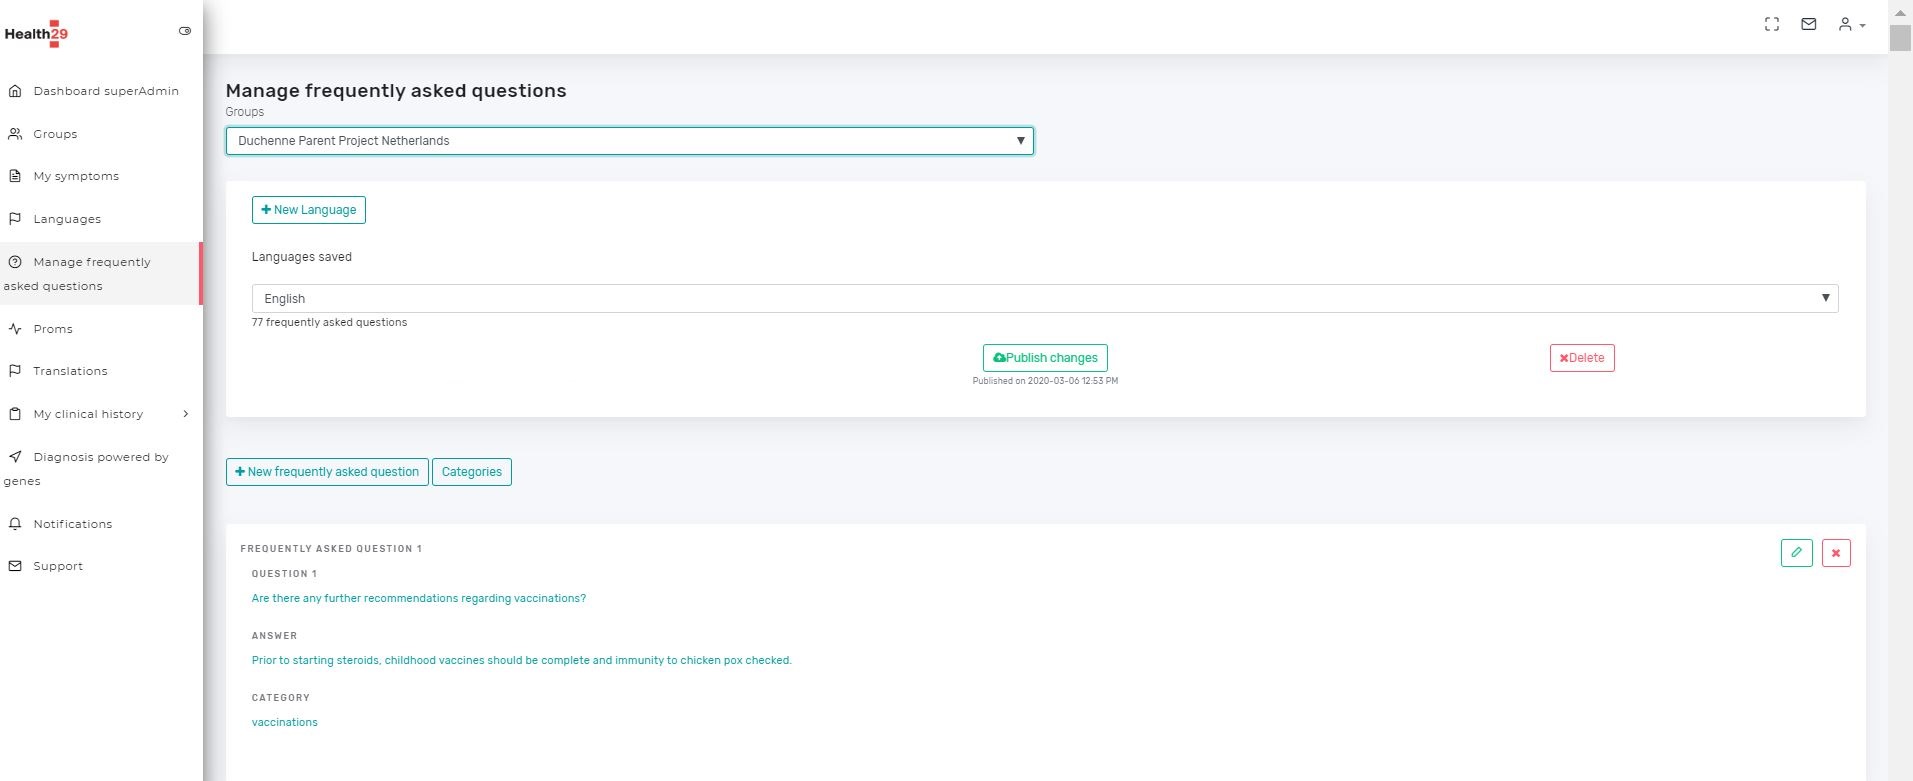 Health29
Dashboard superAdmin
Groups
My symptoms
Languages
Manage frequently
asked questions
Proms
Translations
My clinical history
Diagnosis powered by
genes
Notifications
Support
Manage frequently asked questions
Groups
Duchenne Parent Project Netherlands
New Language
Languages saved
English
77 frequently asked questions
Publish changes
Delete
Published on 2020-03-06 12:53 PM
New frequently asked question
Categories
FREQUENTLY ASKED QUESTION 1
QUESTION 1
Are there any further recommendations regarding vaccinations?
ANSWER
Prior to starting steroids, childhood vaccines should be complete and immunity to chicken pox checked.
CATEGORY
vaccinations